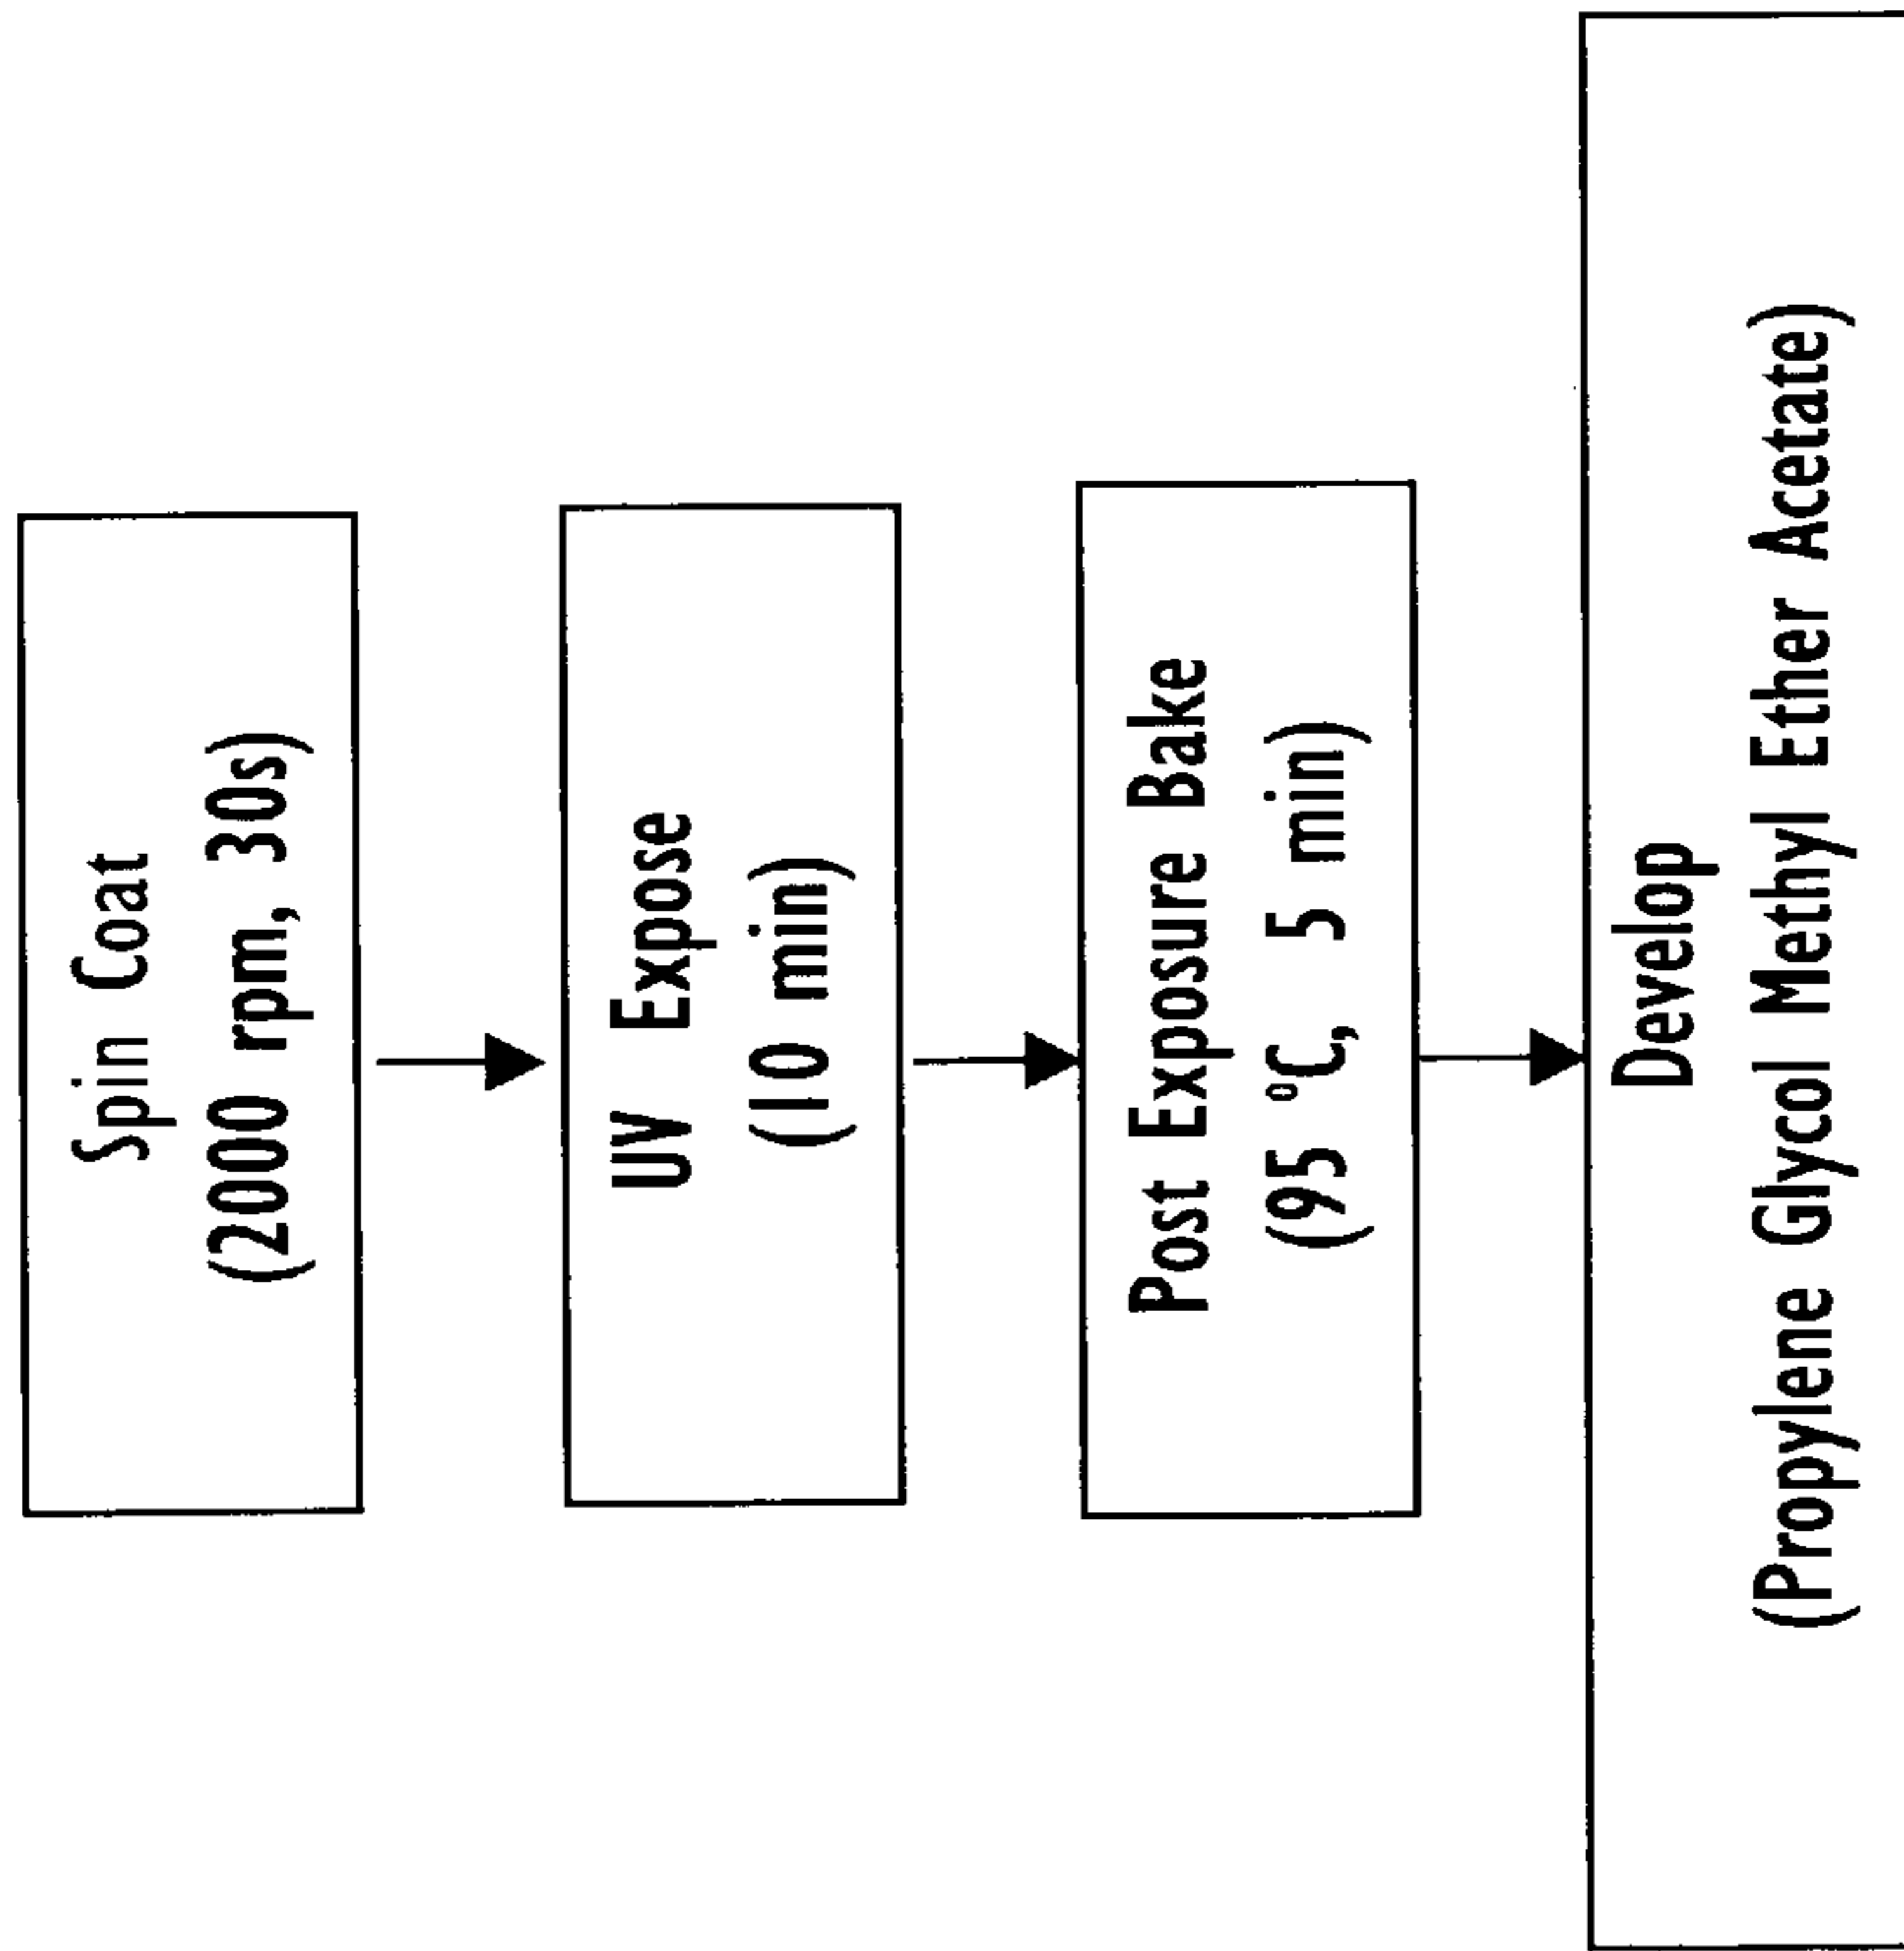 Spin Coat
(2000 rpm, 30s)
UV Expose
(10 min)
Post Exposure Bake
(95 °C, 5 min)
Develop
(Propylene Glycol Methyl Ether Acetate)